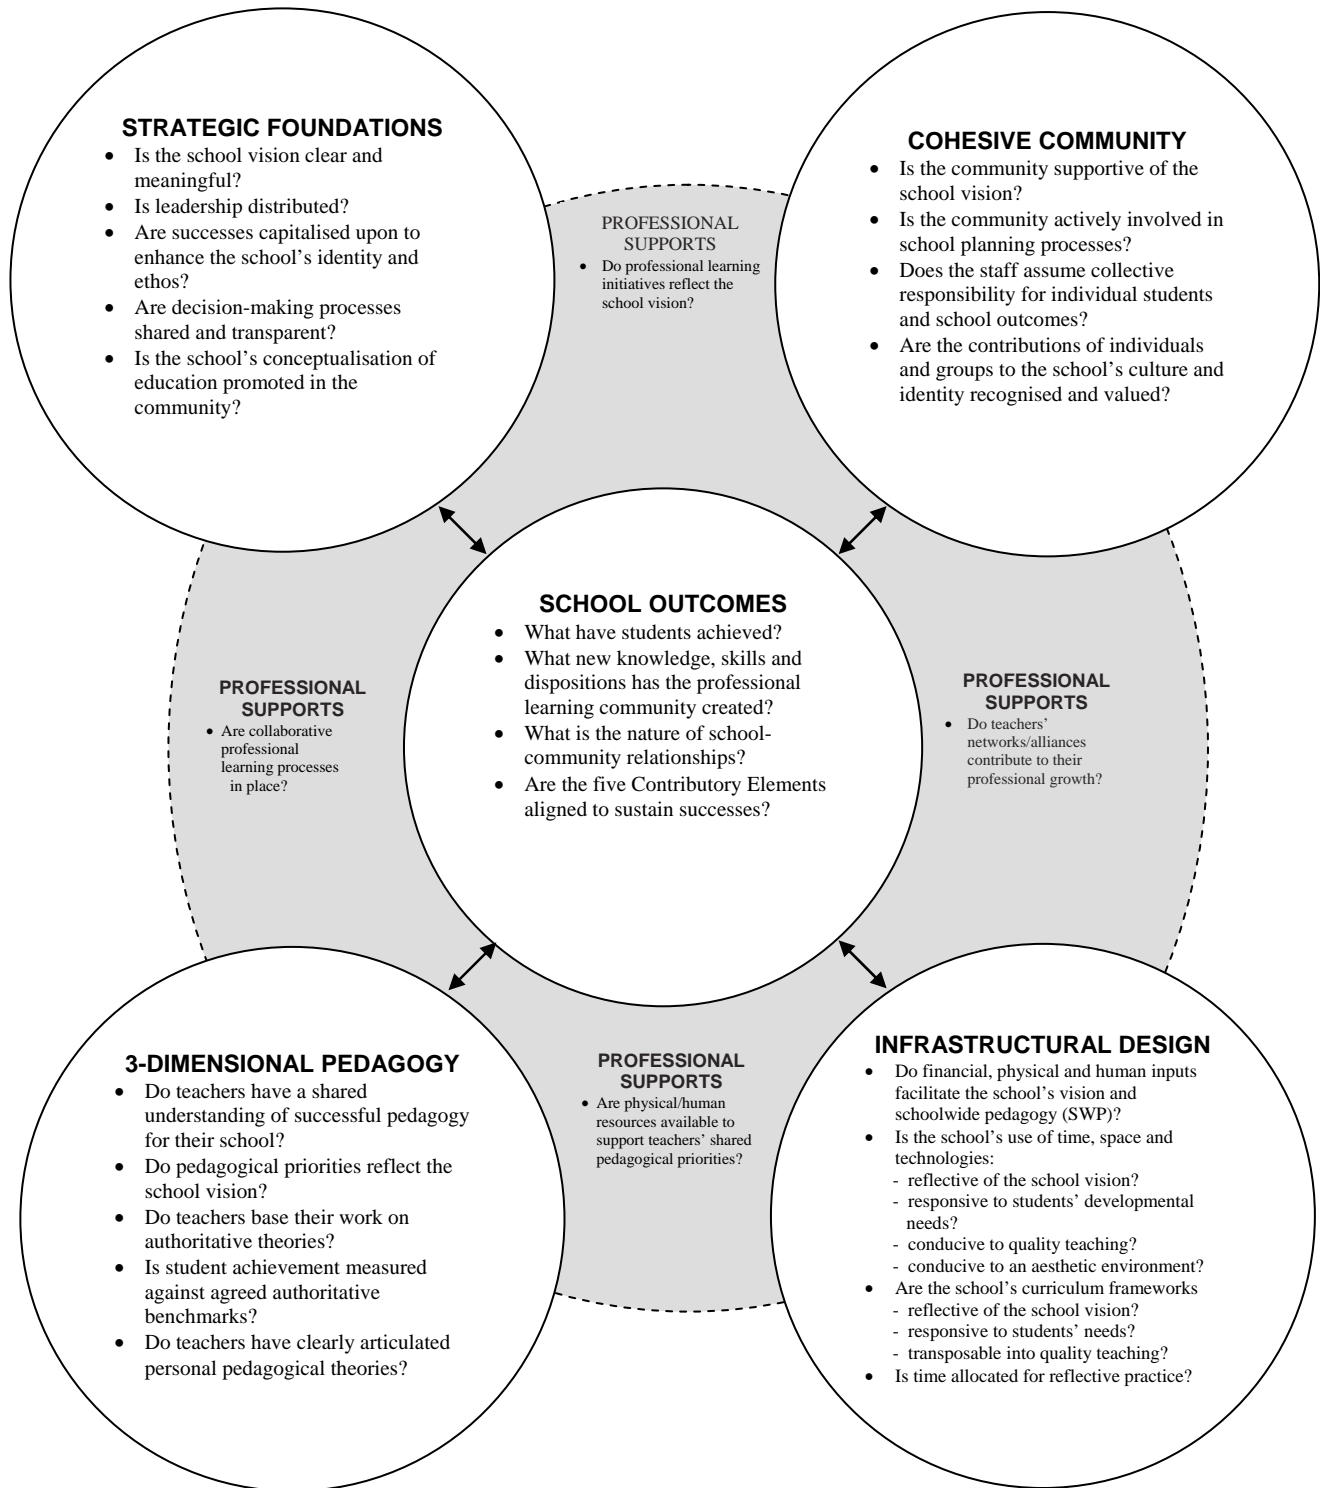 STRATEGIC FOUNDATIONS
• Is the school vision clear and
meaningful?
• Is leadership distributed?
• Are successes capitalised upon to
enhance the school’s identity and
ethos?
• Are decision-making processes
shared and transparent?
• Is the school’s conceptualisation of
education promoted in the
community?
PROFESSIONAL
SUPPORTS
• Do professional learning
initiatives reflect the
school vision?
COHESIVE COMMUNITY
• Is the community supportive of the
school vision?
• Is the community actively involved in
school planning processes?
• Does the staff assume collective
responsibility for individual students
and school outcomes?
• Are the contributions of individuals
and groups to the school’s culture and
identity recognised and valued?
PROFESSIONAL
SUPPORTS
• Are collaborative
professional
learning processes
in place?
SCHOOL OUTCOMES
• What have students achieved?
• What new knowledge, skills and
dispositions has the professional
learning community created?
• What is the nature of school-
community relationships?
• Are the five Contributory Elements
aligned to sustain successes?
PROFESSIONAL
SUPPORTS
• Do teachers’
networks/alliances
contribute to their
professional growth?
3-DIMENSIONAL PEDAGOGY
• Do teachers have a shared
understanding of successful pedagogy
for their school?
• Do pedagogical priorities reflect the
school vision?
• Do teachers base their work on
authoritative theories?
• Is student achievement measured
against agreed authoritative
benchmarks?
• Do teachers have clearly articulated
personal pedagogical theories?
PROFESSIONAL
SUPPORTS
• Are physical/human
resources available to
support teachers’ shared
pedagogical priorities?
INFRASTRUCTURAL DESIGN
• Do financial, physical and human inputs
facilitate the school’s vision and
schoolwide pedagogy (SWP)?
• Is the school’s use of time, space and
technologies:
- reflective of the school vision?
- responsive to students’ developmental
needs?
- conducive to quality teaching?
- conducive to an aesthetic environment?
• Are the school’s curriculum frameworks
- reflective of the school vision?
- responsive to students’ needs?
- transposable into quality teaching?
• Is time allocated for reflective practice?